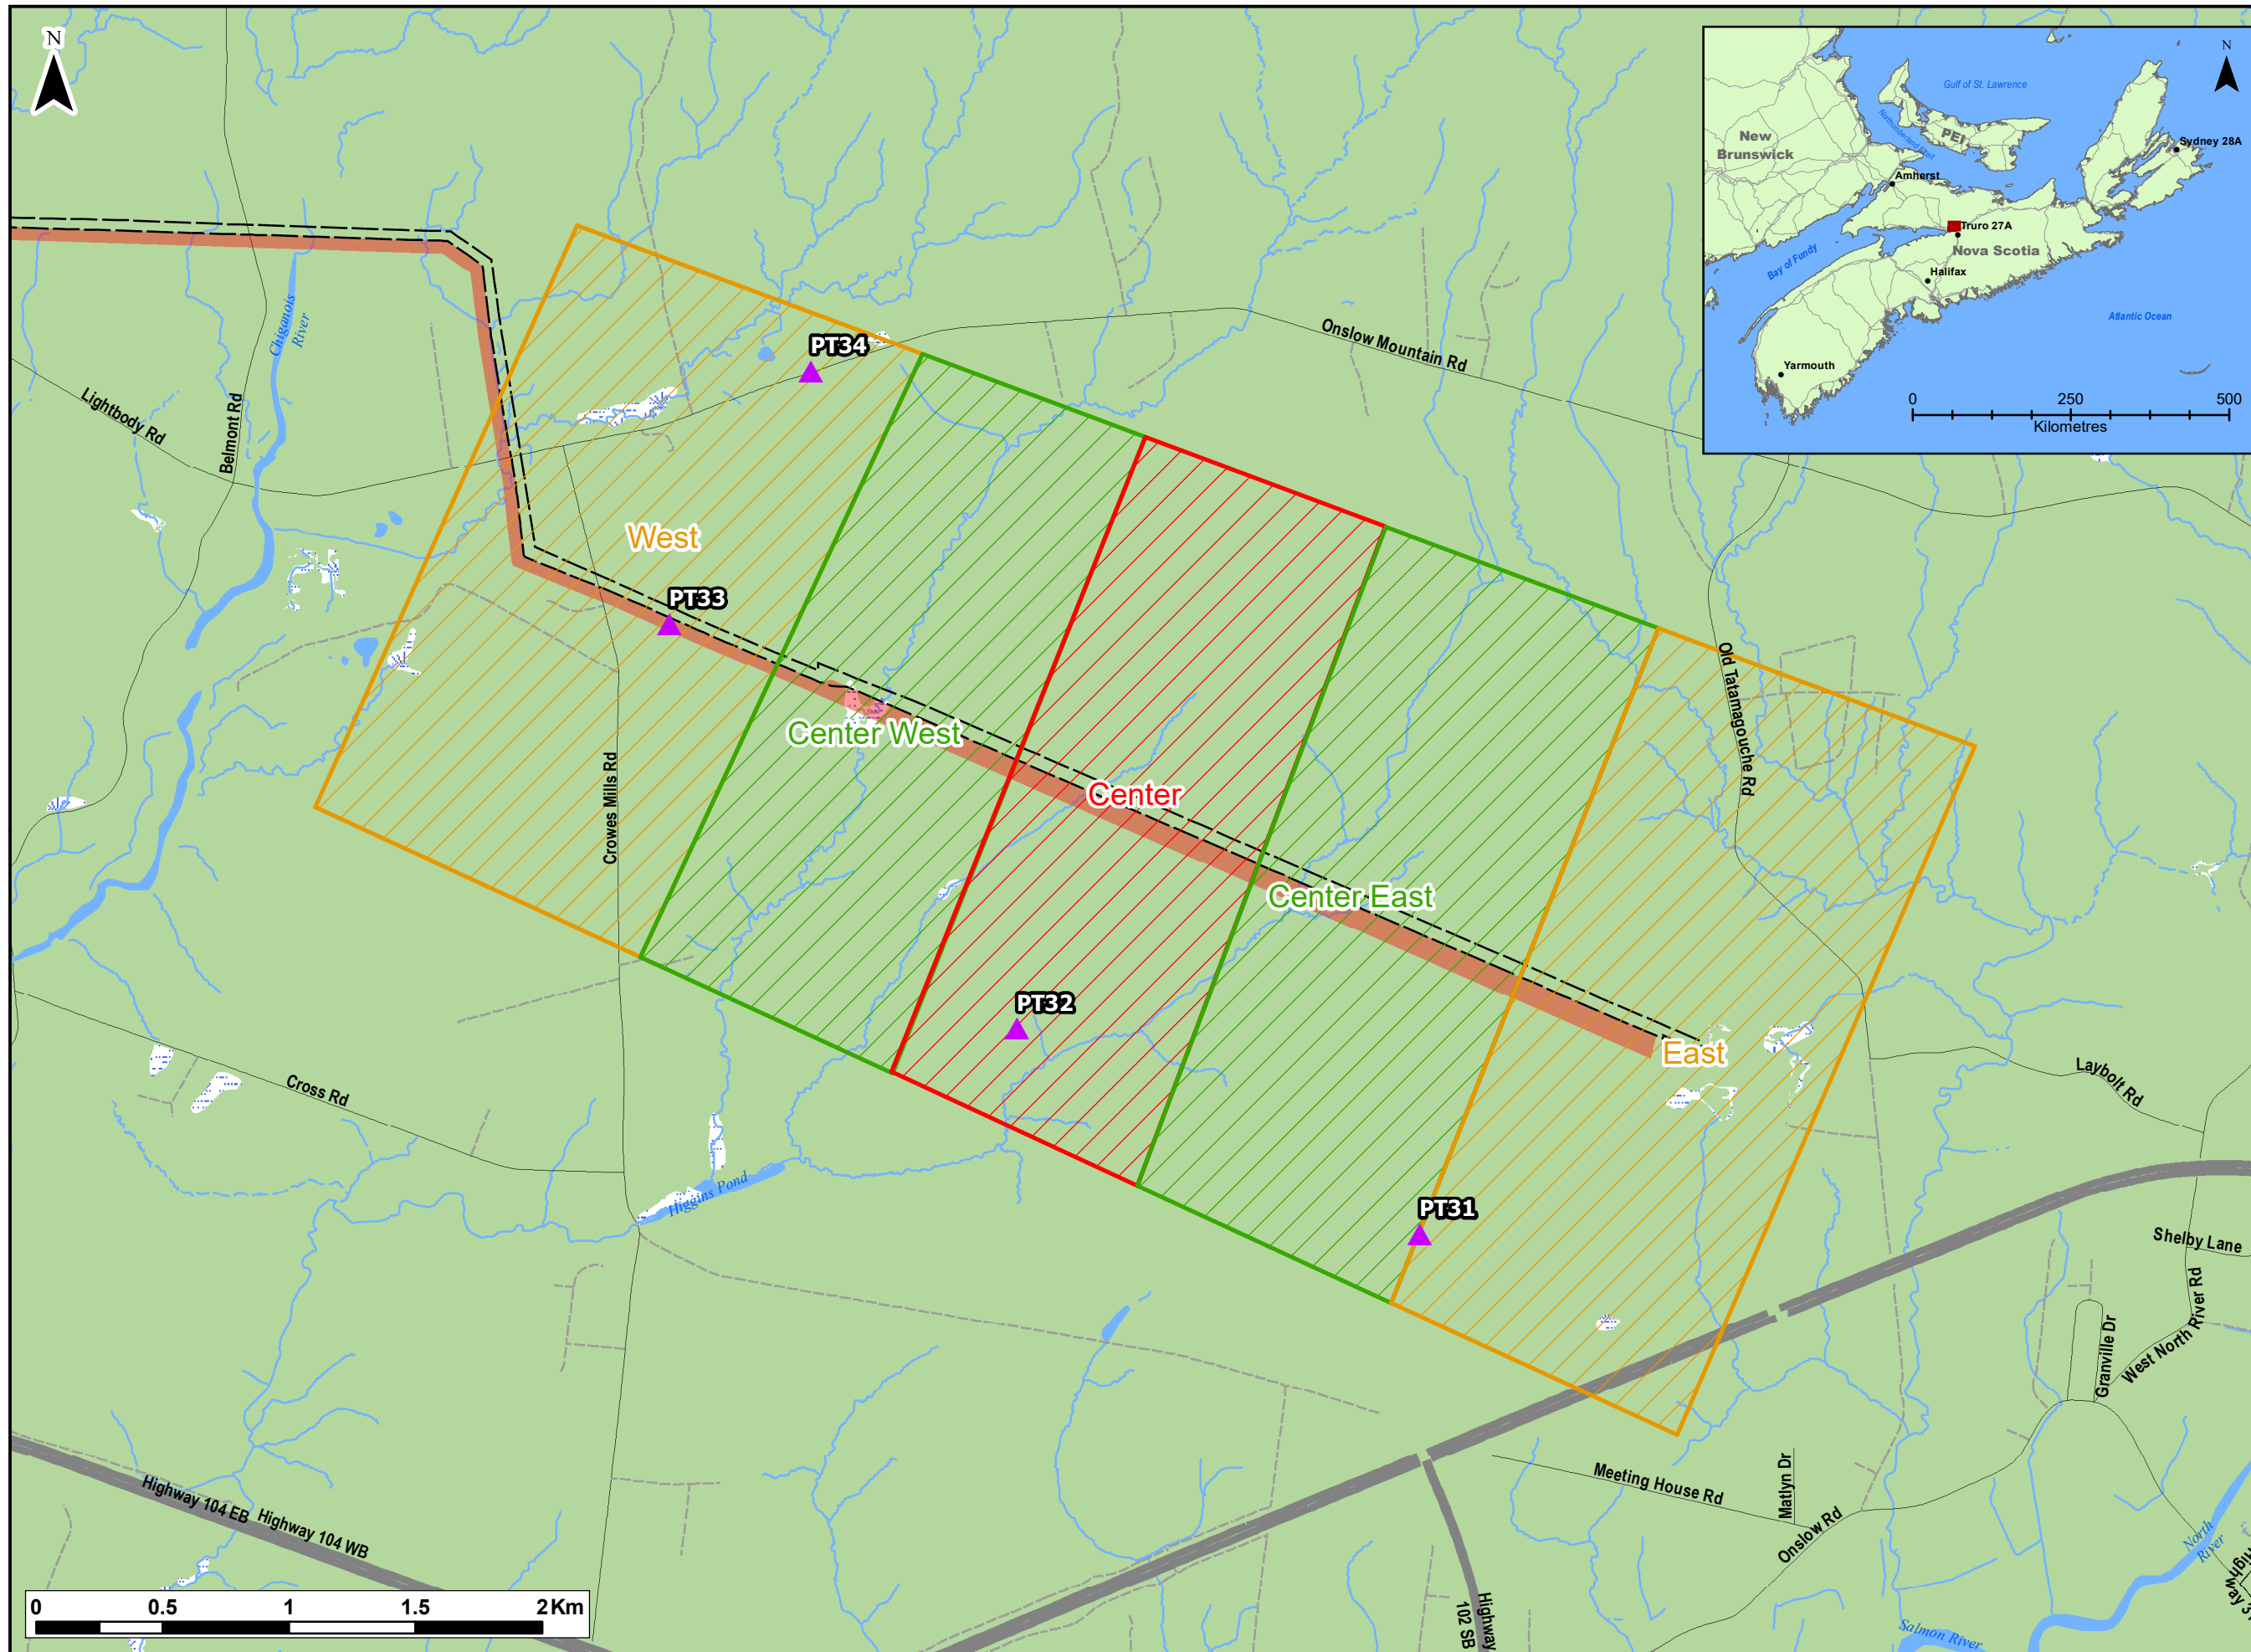 N
N
Gulf of St. Lawrence
Northumberland Strait
New
Brunswick
PEI
Sydney 28A
Amherst
Truro 27A
Nova Scotia
Bay of Fundy
Halifax
Atlantic Ocean
Yarmouth
0 250 500
Kilometres
Chiganois
River
Onslow Mountain Rd
PT34
Lightbody Rd
Belmont Rd
West
PT33
Center West
Old Tatamagouche Rd
Crowes Mills Rd
Center
Center East
PT32
East
Laybolt Rd
Cross Rd
Higgins Pond
PT31
Shelby Lane
West North River Rd
Granville Dr
Meeting House Rd
Matlyn Dr
Onslow Rd
North
River
Highway 104 EB
Highway 104 WB
Highway
102 SB
Salmon River
0 0.5 1 1.5 2 Km